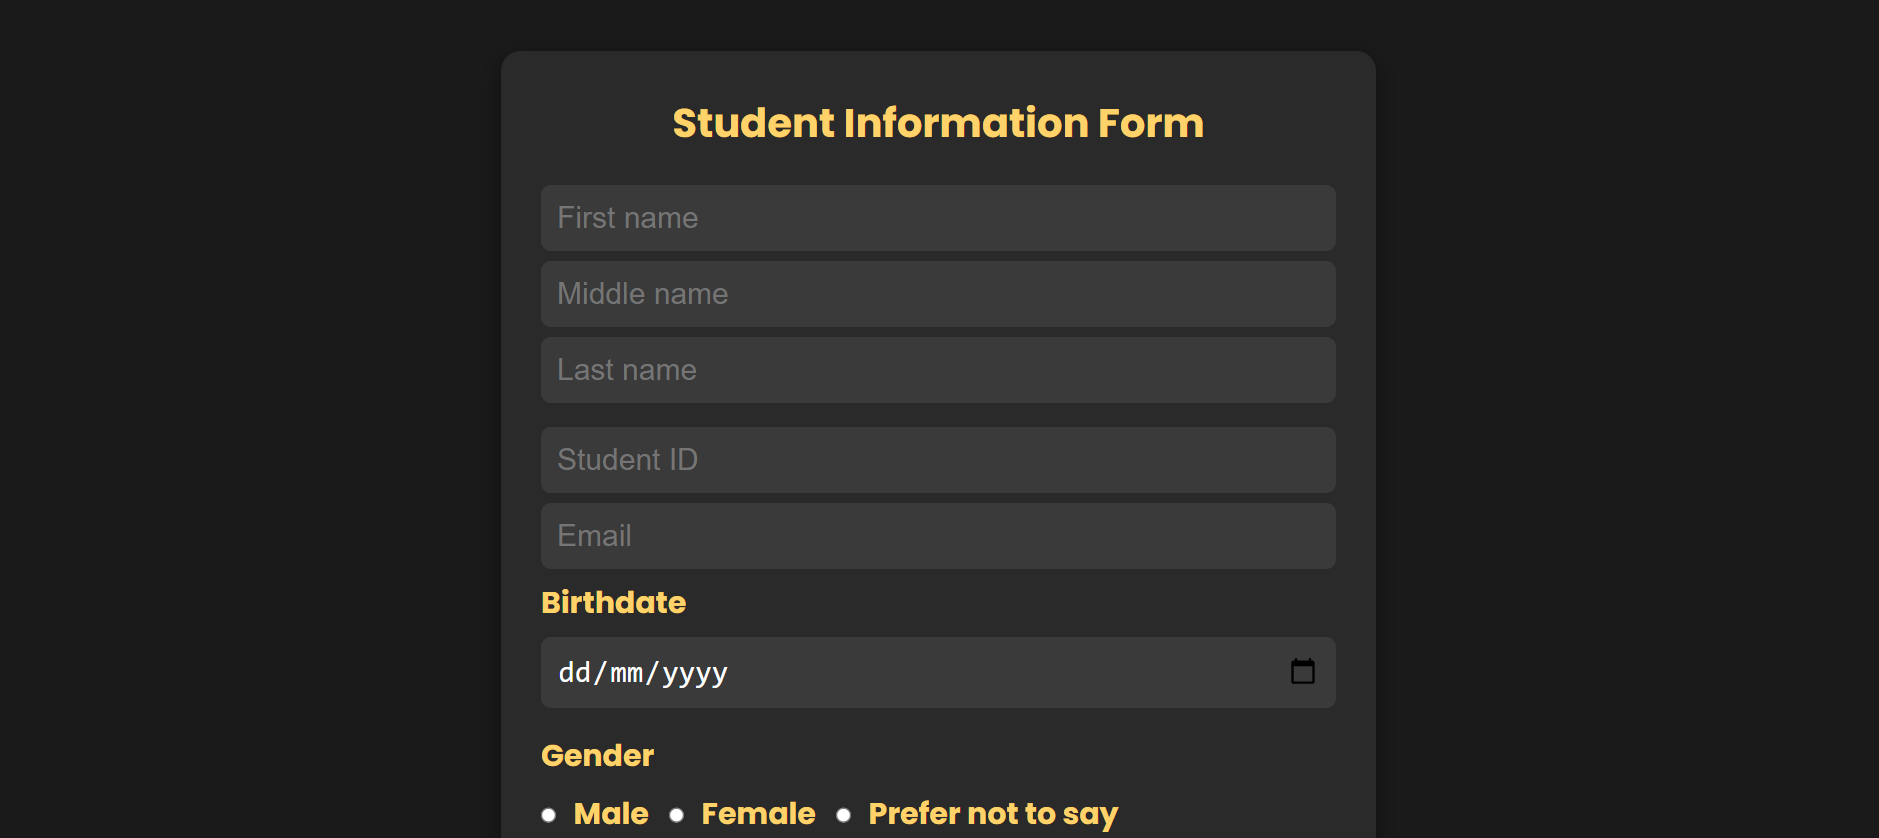 Student Information Form
First name
Middle name
Last name
Student ID
Email
Birthdate
dd/mm/yyyy
Gender
Male Female Prefer not to say